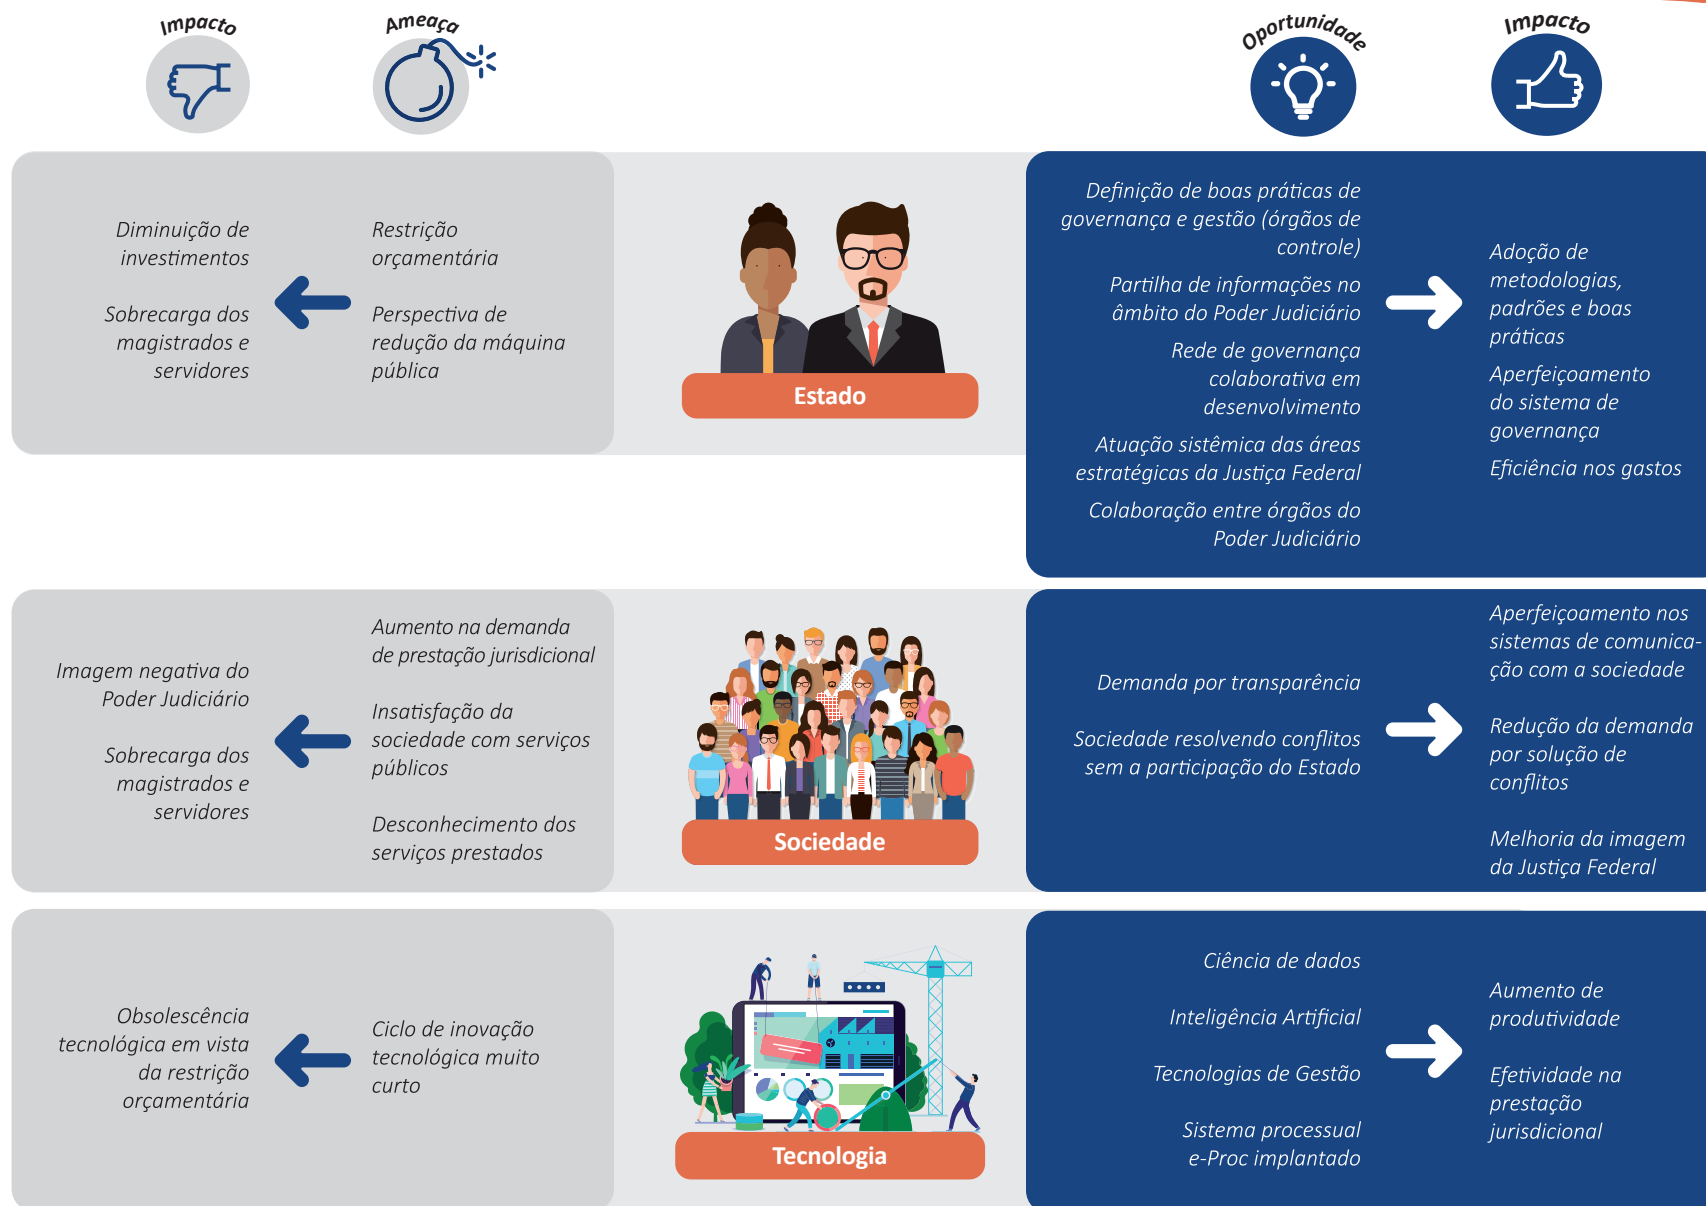 Impacto
Ameaça
Oportunidade
Impacto
Diminuição de
investimentos
Sobrecarga dos
magistrados e
servidores
Restrição
orçamentária
Perspectiva de
redução da máquina
pública
Estado
Definição de boas práticas de
governança e gestão (órgãos de
controle)
Partilha de informações no
âmbito do Poder Judiciário
Rede de governança
colaborativa em
desenvolvimento
Atuação sistêmica das áreas
estratégicas da Justiça Federal
Colaboração entre órgãos do
Poder Judiciário
Adoção de
metodologias,
padrões e boas
práticas
Aperfeiçoamento
do sistema de
governança
Eficiência nos gastos
Imagem negativa do
Poder Judiciário
Sobrecarga dos
magistrados e
servidores
Aumento na demanda
de prestação jurisdicional
Insatisfação da
sociedade com serviços
públicos
Desconhecimento dos
serviços prestados
Sociedade
Demanda por transparência
Sociedade resolvendo conflitos
sem a participação do Estado
Aperfeiçoamento nos
sistemas de comunica-
ção com a sociedade
Redução da demanda
por solução de
conflitos
Melhoria da imagem
da Justiça Federal
Obsolescência
tecnológica em vista
da restrição
orçamentária
Ciclo de inovação
tecnológica muito
curto
Tecnologia
Ciência de dados
Inteligência Artificial
Tecnologias de Gestão
Sistema processual
e-Proc implantado
Aumento de
produtividade
Efetividade na
prestação
jurisdicional